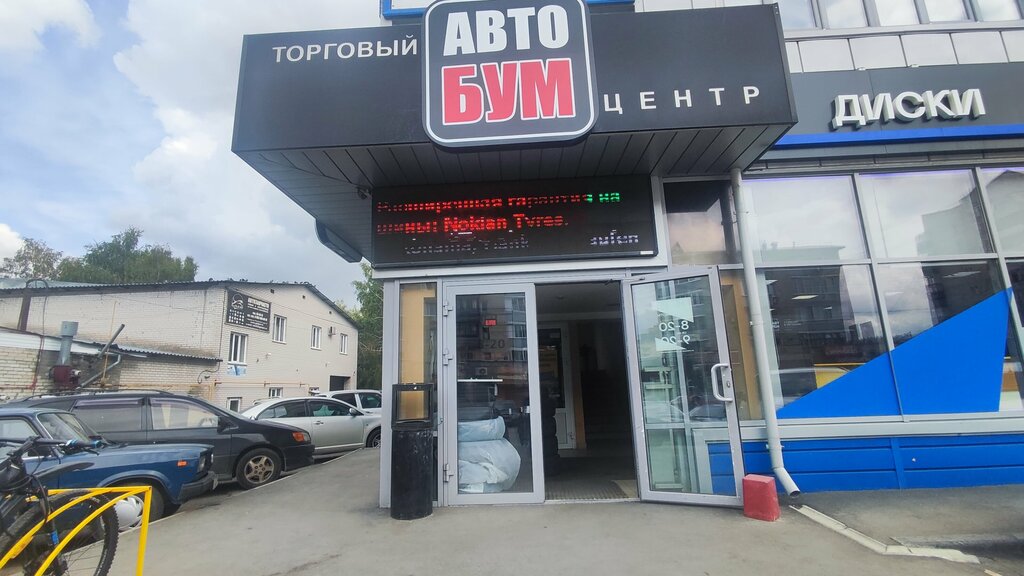 ТОРГОВЫЙ
АВТО
БУМ
ЦЕНТР
ДИСКИ
гарантия на
шины Nokian Tyres.
8-20